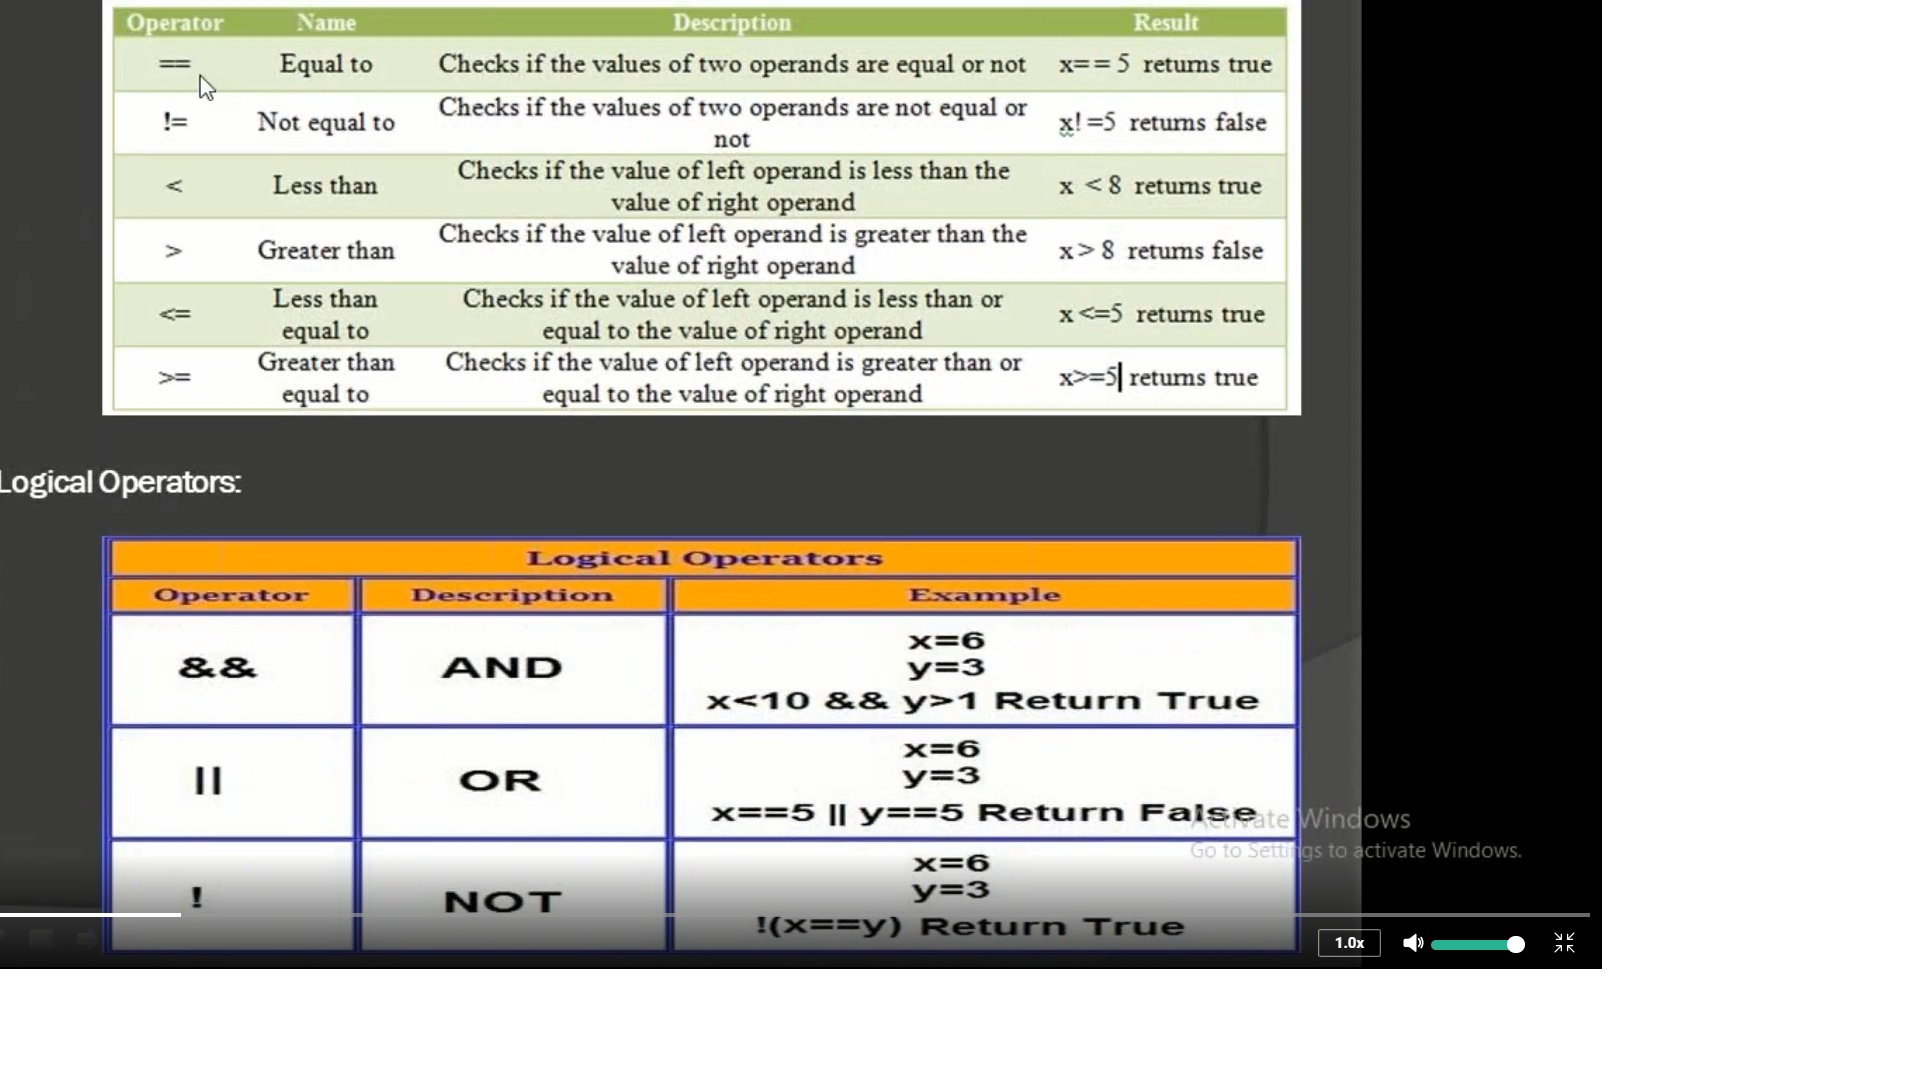 Operator Name Description Result
== Equal to Checks if the values of two operands are equal or not x== 5 returns true
!= Not equal to Checks if the values of two operands are not equal or
not x! =5 returns false
< Less than Checks if the value of left operand is less than the
value of right operand x < 8 returns true
> Greater than Checks if the value of left operand is greater than the
value of right operand x > 8 returns false
<= Less than
equal to Checks if the value of left operand is less than or
equal to the value of right operand x <=5 returns true
>= Greater than
equal to Checks if the value of left operand is greater than or
equal to the value of right operand x>=5 returns true
Logical Operators:
Logical Operators
Operator Description Example
&& AND x=6
y=3
x<10 && y>1 Return True
|| OR x=6
y=3
x==5 || y==5 Return False
! NOT x=6
y=3
!(x==y) Return True
Activate Windows
Go to Settings to activate Windows.
1.0x